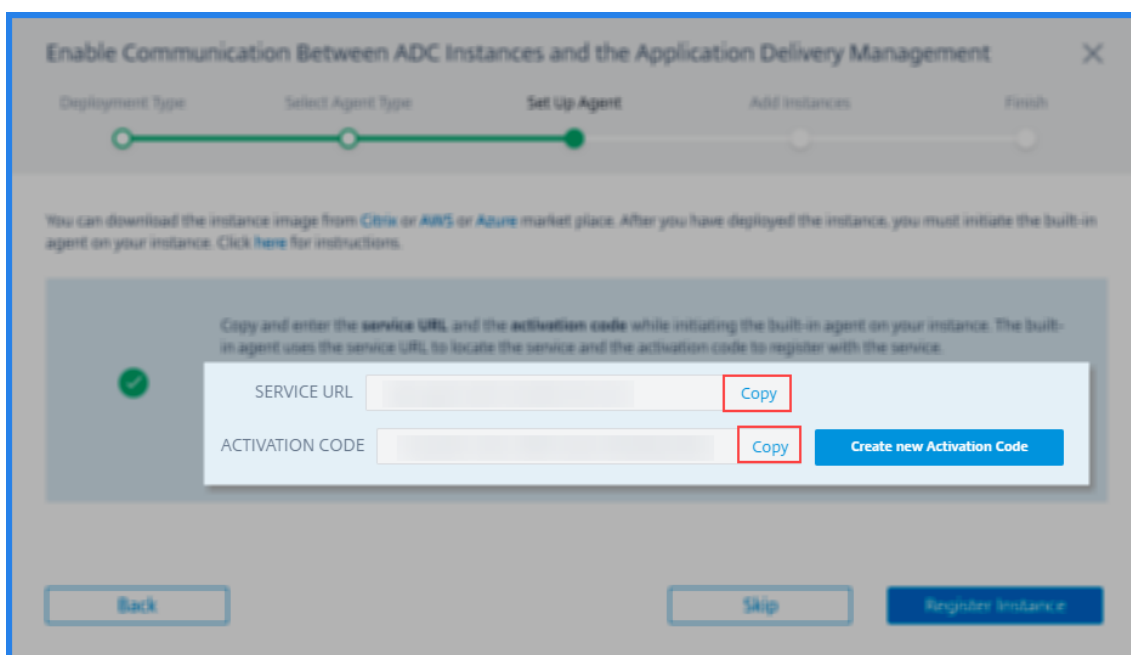 Enable Communication Between ADC Instances and the Application Delivery Management
Deployment Type
Select Agent Type
Set Up Agent
Add Instances
Finish
You can download the instance image from Citrix or AWS or Azure market place. After you have deployed the instance, you must initiate the built-in
agent on your instance. Click here for instructions.
Copy and enter the service URL and the activation code while initiating the built-in agent on your instance. The built-
in agent uses the service URL to locate the service and the activation code to register with the service.
SERVICE URL
Copy
ACTIVATION CODE
Copy
Create new Activation Code
Back
Skip
Register Instance